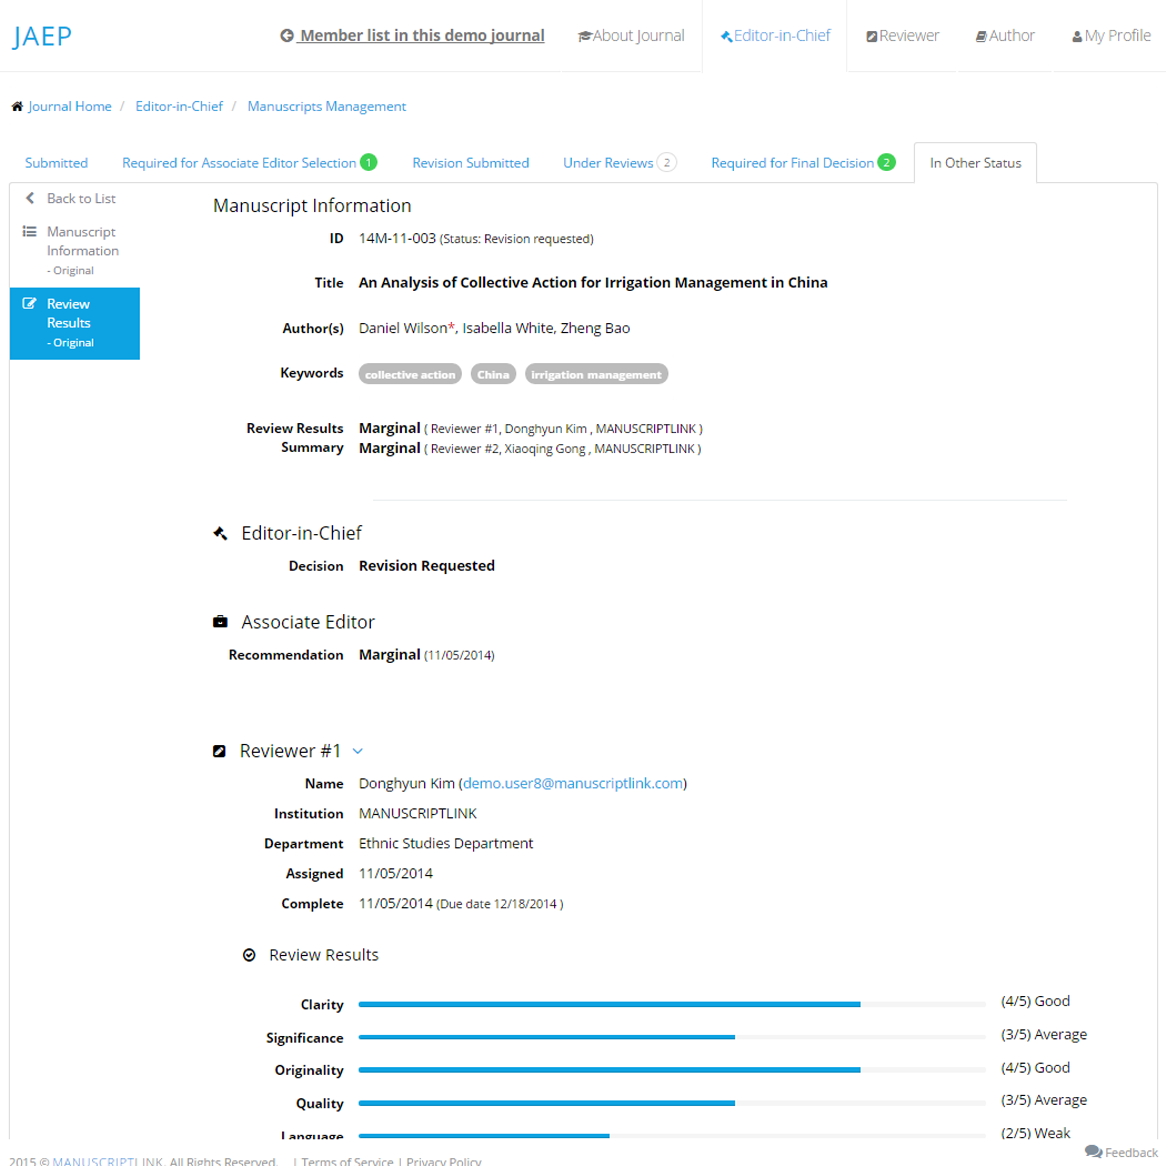 JAEP
Member list in this demo journal
About Journal
Editor-in-Chief
Reviewer
Author
My Profile
Journal Home / Editor-in-Chief / Manuscripts Management
Submitted
Required for Associate Editor Selection 1
Revision Submitted
Under Reviews 2
Required for Final Decision 2
In Other Status
Back to List
Manuscript
Information
- Original
Review
Results
- Original
Manuscript Information
ID 14M-11-003 (Status: Revision requested)
Title An Analysis of Collective Action for Irrigation Management in China
Author(s) Daniel Wilson*, Isabella White, Zheng Bao
Keywords collective action China irrigation management
Review Results Marginal ( Reviewer #1, Donghyun Kim , MANUSCRIPTLINK )
Summary Marginal ( Reviewer #2, Xiaoqing Gong , MANUSCRIPTLINK )
Editor-in-Chief
Decision Revision Requested
Associate Editor
Recommendation Marginal (11/05/2014)
Reviewer #1
Name Donghyun Kim (demo.user8@manuscriptlink.com)
Institution MANUSCRIPTLINK
Department Ethnic Studies Department
Assigned 11/05/2014
Complete 11/05/2014 (Due date 12/18/2014 )
Review Results
Clarity (4/5) Good
Significance (3/5) Average
Originality (4/5) Good
Quality (3/5) Average
Language (2/5) Weak
2015 © MANUSCRIPTLINK. All Rights Reserved. | Terms of Service | Privacy Policy
Feedback